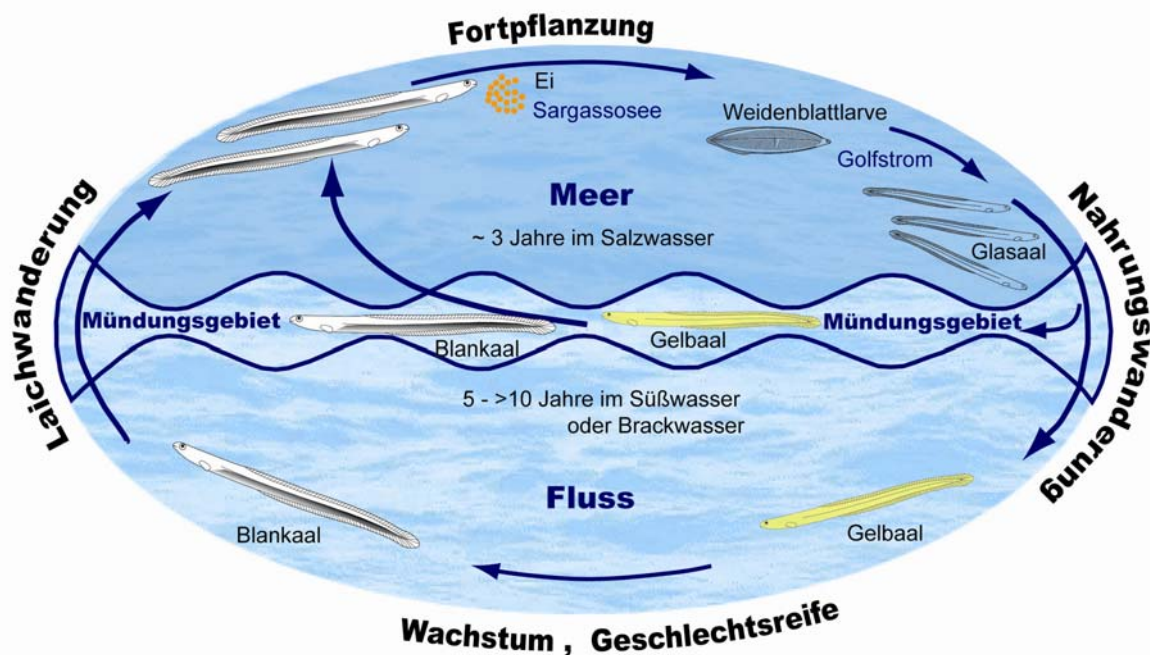 Fortpflanzung
Ei
Sargassosee
Weidenblattlarve
Golfstrom
Meer
~ 3 Jahre im Salzwasser
Glasaal
Laichwanderung
Nahrungswanderung
Mündungsgebiet
Mündungsgebiet
Blankaal
Gelbaal
5 - >10 Jahre im Süßwasser
oder Brackwasser
Fluss
Blankaal
Gelbaal
Wachstum , Geschlechtsreife